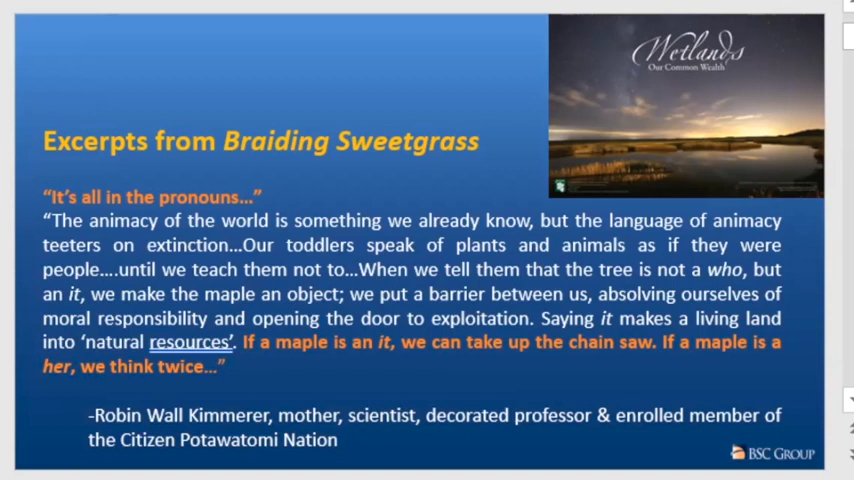 Wetlands
Our Common Wealth
Excerpts from Braiding Sweetgrass
“It’s all in the pronouns…”
“The animacy of the world is something we already know, but the language of animacy
teeters on extinction…Our toddlers speak of plants and animals as if they were
people….until we teach them not to…When we tell them that the tree is not a who, but
an it, we make the maple an object; we put a barrier between us, absolving ourselves of
moral responsibility and opening the door to exploitation. Saying it makes a living land
into ‘natural resources’. If a maple is an it, we can take up the chain saw. If a maple is a
her, we think twice…”
-Robin Wall Kimmerer, mother, scientist, decorated professor & enrolled member of
the Citizen Potawatomi Nation
BSC GROUP